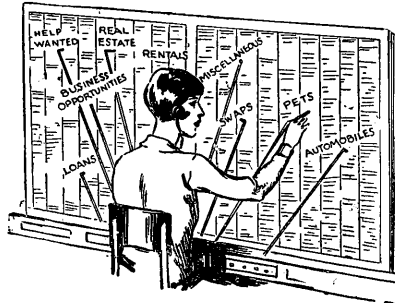 HELP
WANTED
REAL
ESTATE
RENTALS
MISCELLANEOUS
BUSINESS
OPPORTUNITIES
SWAPS
PETS
AUTOMOBILES
LOANS